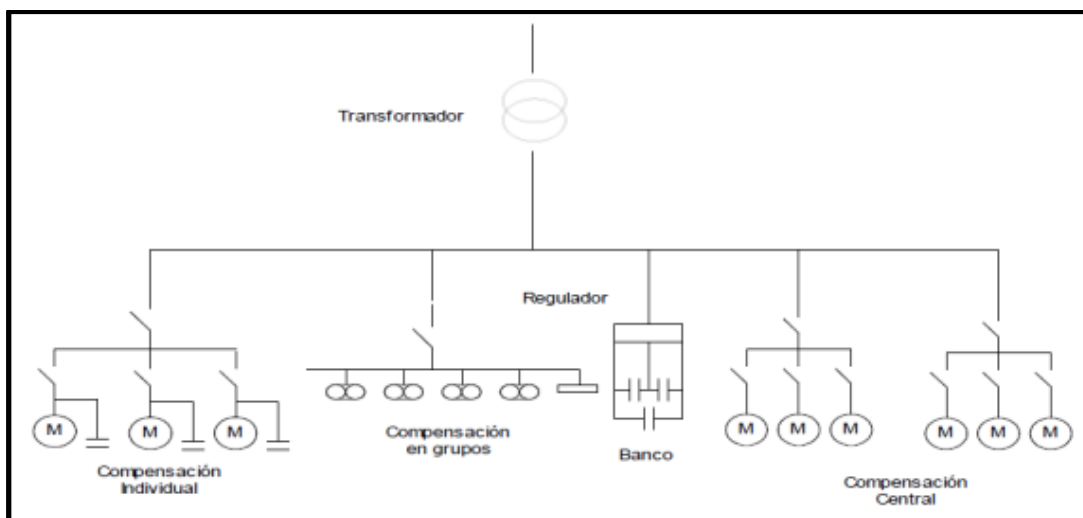 Transformador
Regulador
M
M
M
Compensación
Individual
Compensación
en grupos
Banco
M
M
M
M
M
M
Compensación
Central